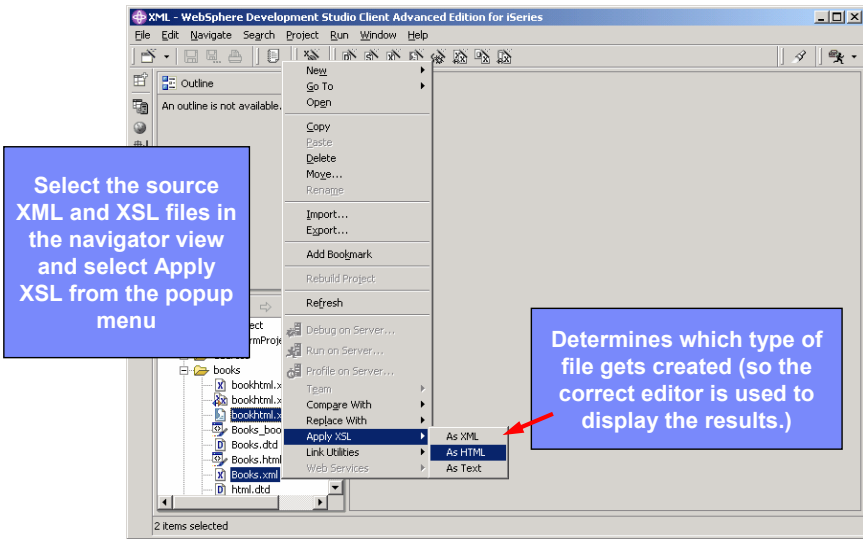 XML - WebSphere Development Studio Client Advanced Edition for iSeries
File Edit Navigate Search Project Run Window Help
Outline
An outline is not available.
New
Go To
Open
Copy
Paste
Delete
Move...
Rename
Import...
Export...
Add Bookmark
Rebuild Project
Refresh
Debug on Server...
Run on Server...
Profile on Server...
Team
Compare With
Replace With
Apply XSL
Link Utilities
Web Services
As XML
As HTML
As Text
Select the source
XML and XSL files in
the navigator view
and select Apply
XSL from the popup
menu
Determines which type of
file gets created (so the
correct editor is used to
display the results.)
books
bookhtml.x
bookhtml.x
bookhtml.x
Books_boo
Books.dtd
Books.html
Books.xml
html.dtd
2 items selected